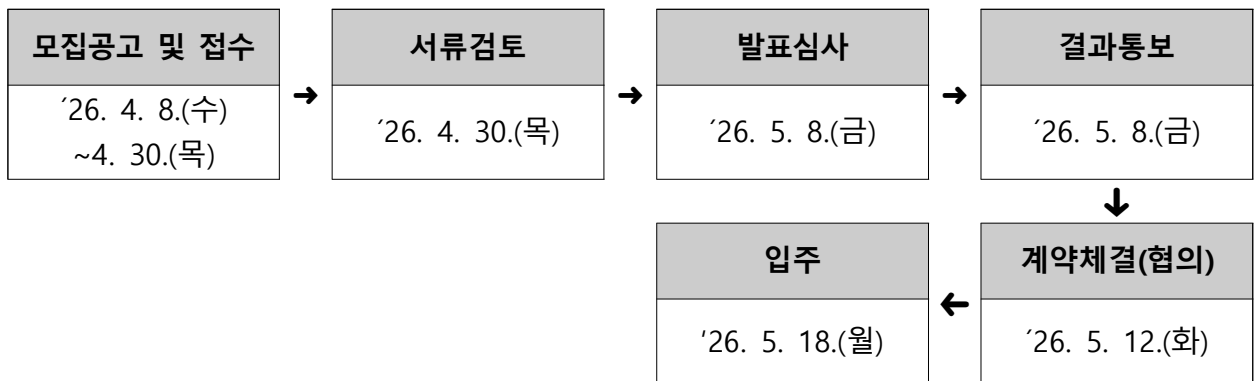 모집공고 및 접수
´26. 4. 8.(수)
~4. 30.(목)
➜
서류검토
´26. 4. 30.(목)
➜
발표심사
´26. 5. 8.(금)
➜
결과통보
´26. 5. 8.(금)
➜
계약체결(협의)
´26. 5. 12.(화)
➜
입주
'26. 5. 18.(월)